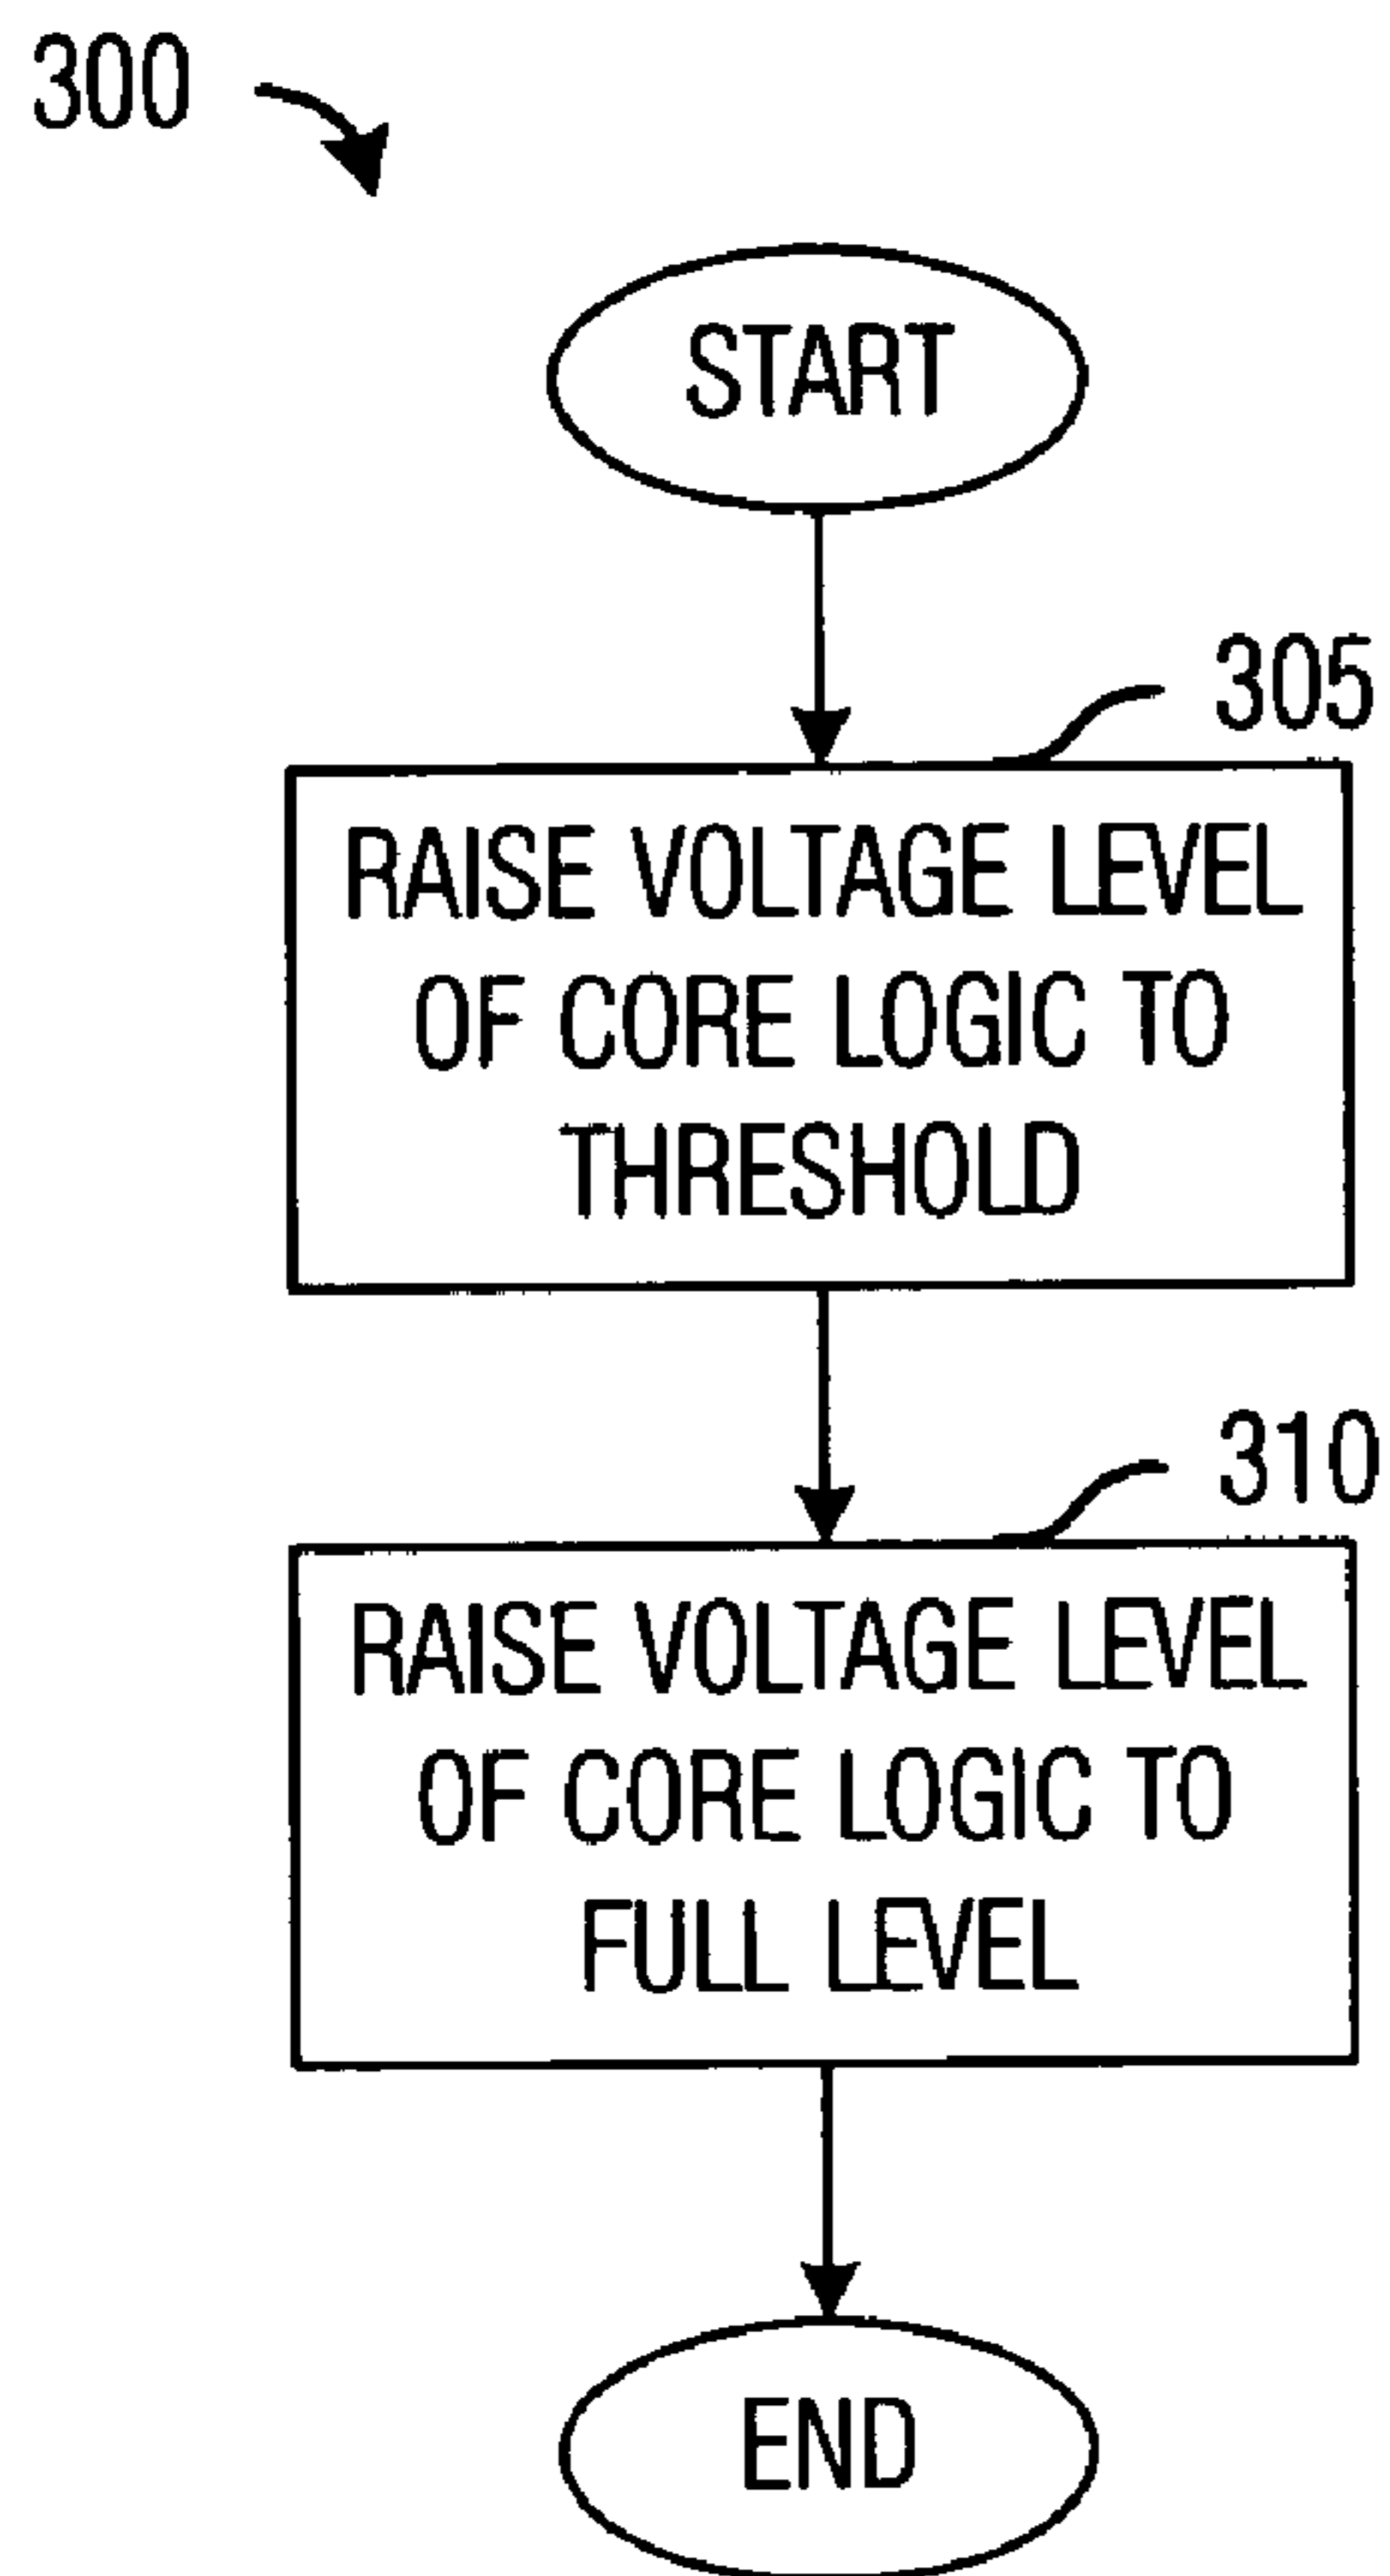 300
START
305
RAISE VOLTAGE LEVEL
OF CORE LOGIC TO
THRESHOLD
310
RAISE VOLTAGE LEVEL
OF CORE LOGIC TO
FULL LEVEL
END